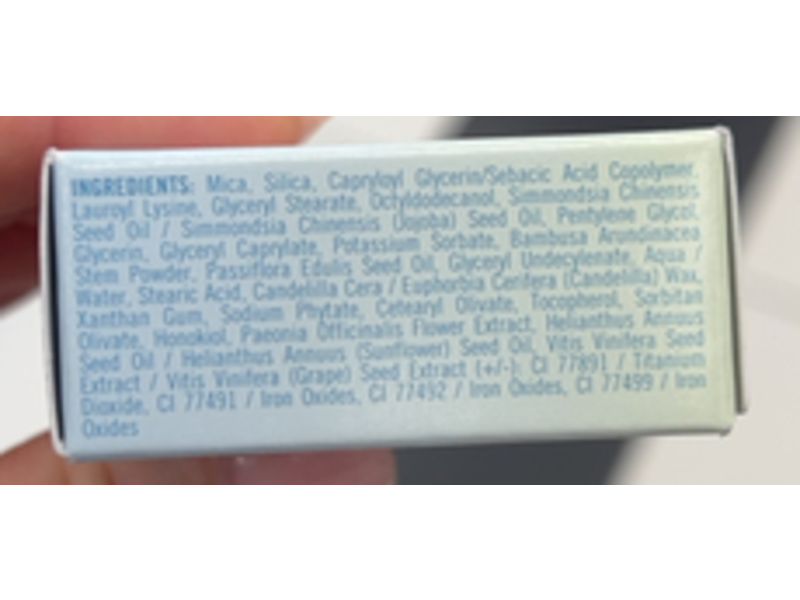 INGREDIENTS: Mica, Silica, Capryloyl Glycerin/Sebacic Acid Copolymer,
Lauroyl Lysine, Glyceryl Stearate, Octyldodecanol, Simmondsia Chinensis
Seed Oil / Simmondsia Chinensis (Jojoba) Seed Oil, Pentylene Glycol,
Glycerin, Glyceryl Caprylate, Potassium Sorbate, Bambusa Arundinacea
Stem Powder, Passiflora Edulis Seed Oil, Glyceryl Undecylenate, Aqua /
Water, Stearic Acid, Candelilla Cera / Euphorbia Cerifera (Candelilla) Wax,
Xanthan Gum, Sodium Phytate, Cetearyl Olivate, Tocopherol, Sorbitan
Olivate, Honokiol, Paeonia Officinalis Flower Extract, Helianthus Annuus
Seed Oil / Helianthus Annuus (Sunflower) Seed Oil, Vitis Vinifera Seed
Extract / Vitis Vinifera (Grape) Seed Extract (+/-): CI 77891 / Titanium
Dioxide, CI 77491 / Iron Oxides, CI 77492 / Iron Oxides, CI 77499 / Iron
Oxides